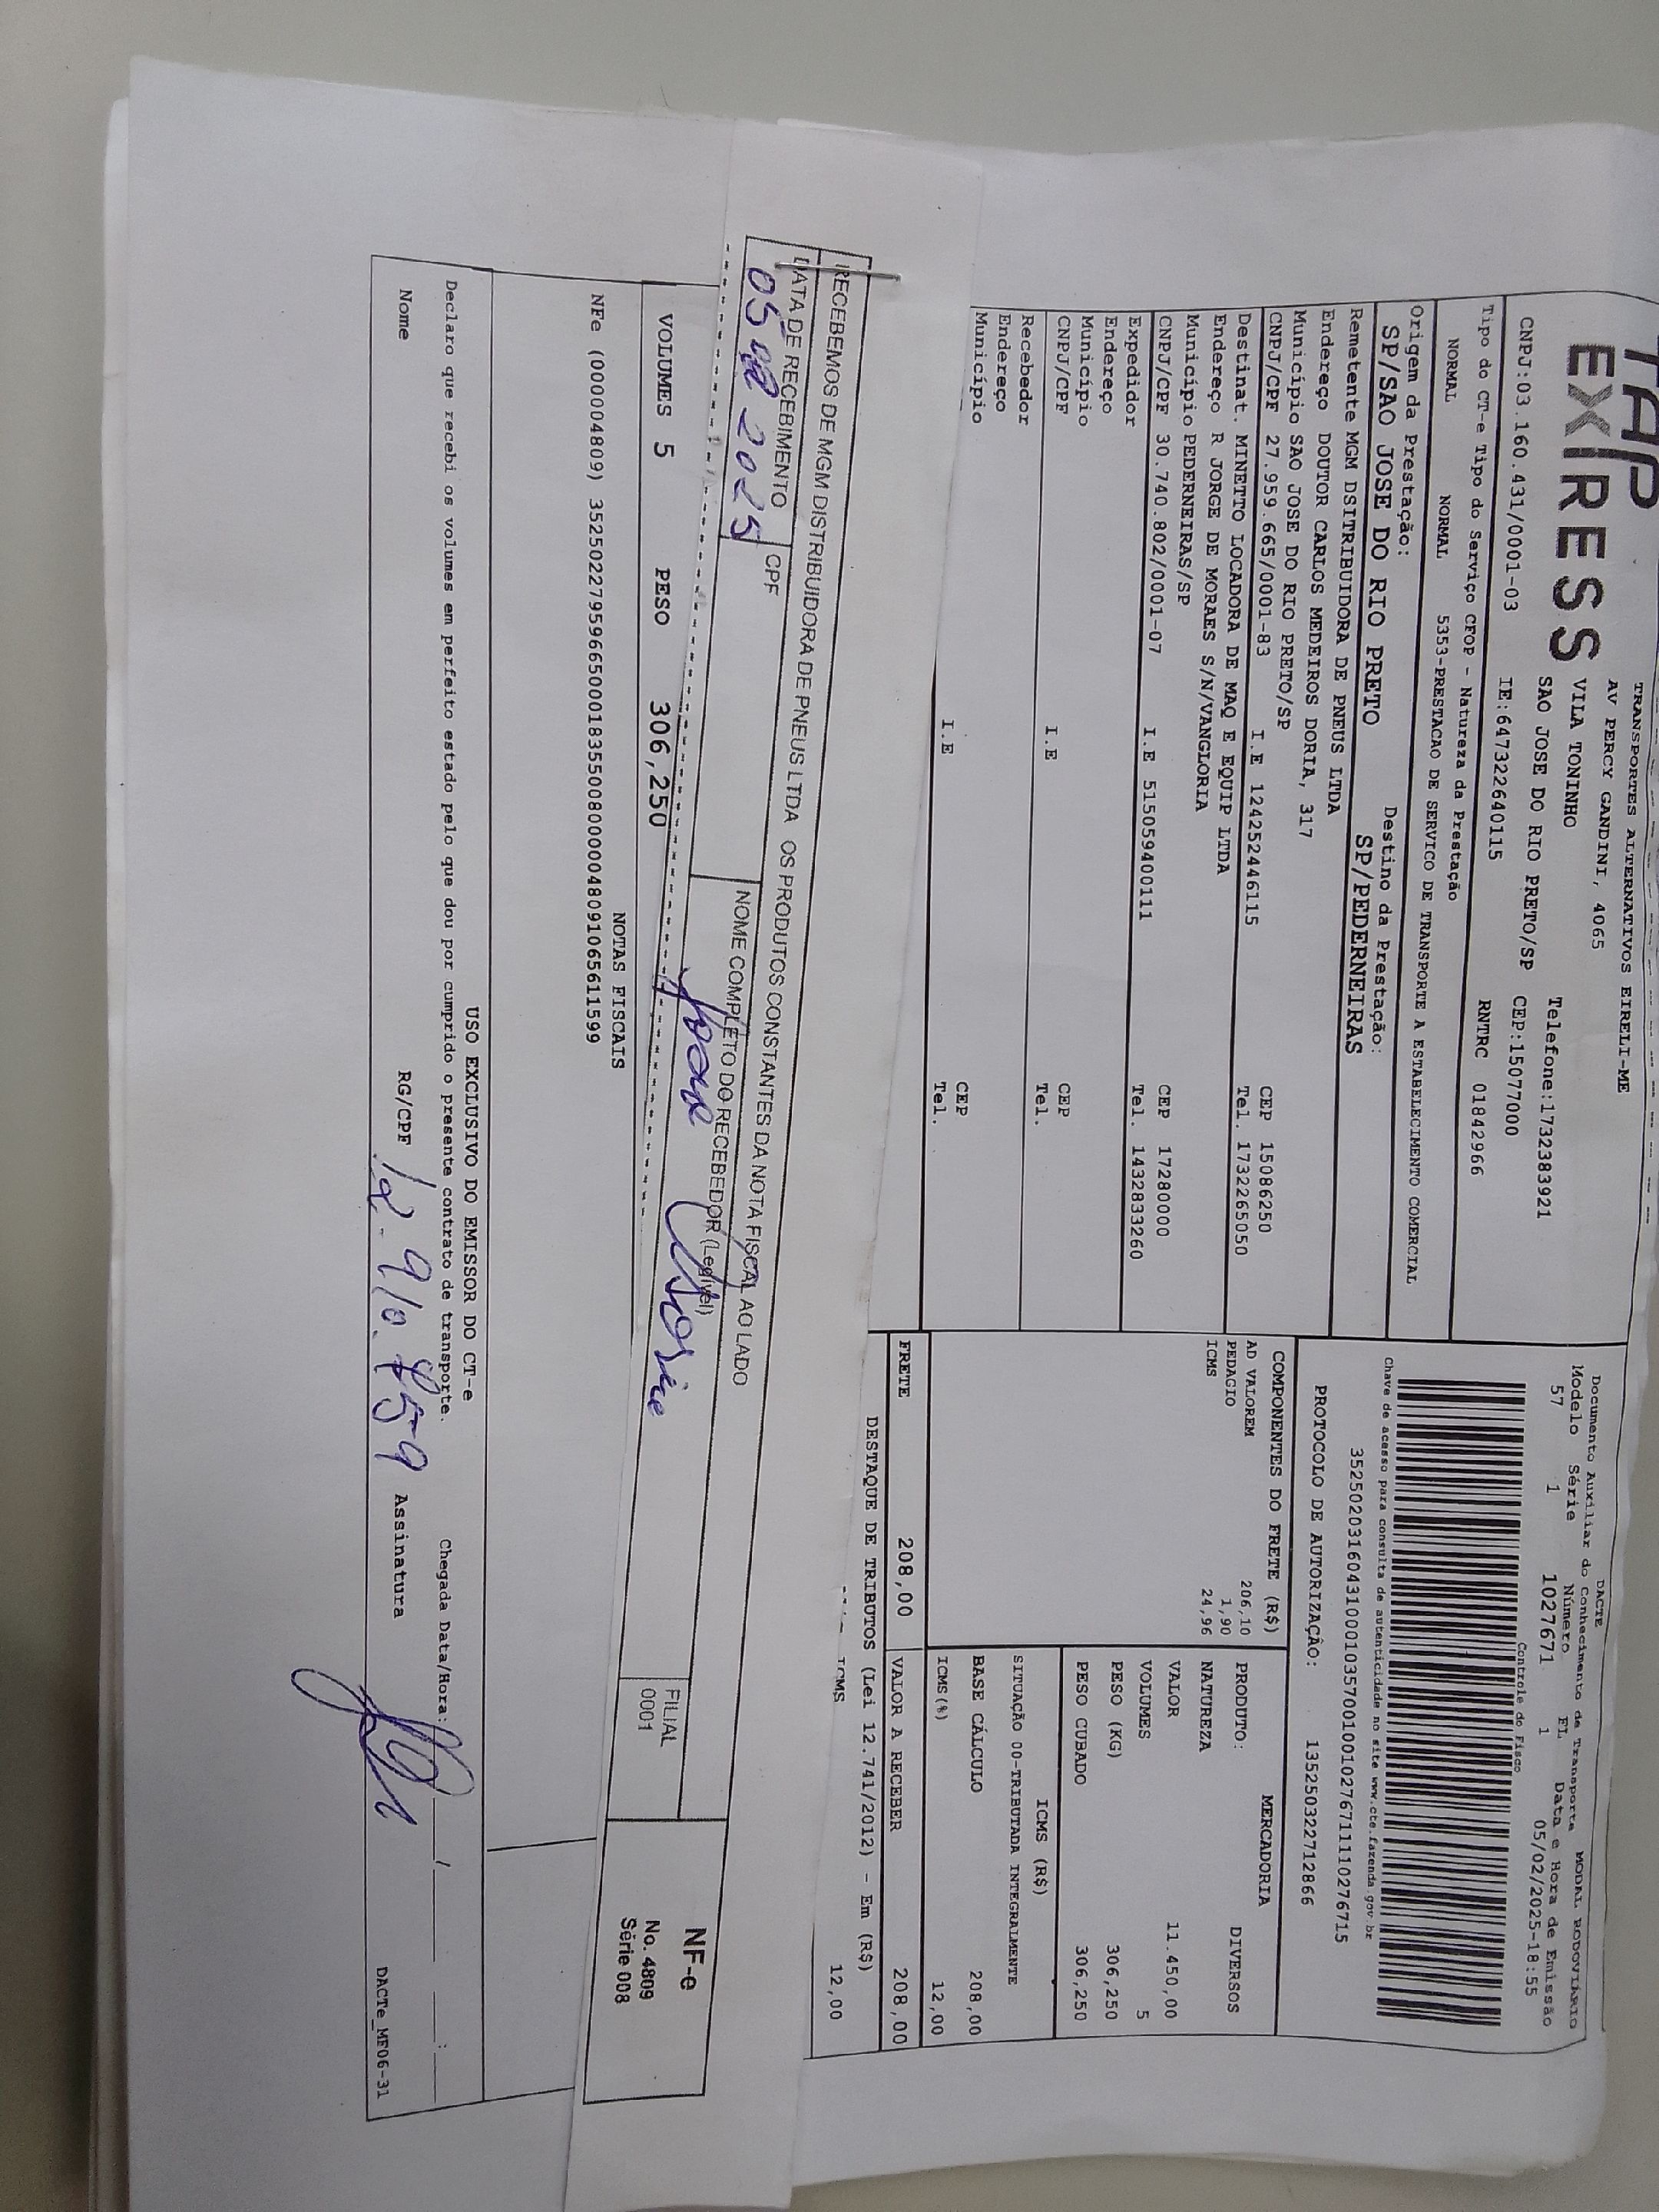 TAP
EXPRESS
TRANSPORTES ALTERNATIVOS EIRELI-ME
AV PERCY GANDINI, 4065
VILA TONINHO
Telefone:1732383921
SAO JOSE DO RIO PRETO/SP CEP:15077000
CNPJ:03.160.431/0001-03 IE:647322640115 RNTRC 01842966
Tipo do CT-e Tipo do Serviço CFOP - Natureza da Prestação
NORMAL NORMAL 5353-PRESTACAO DE SERVICO DE TRANSPORTE A ESTABELECIMENTO COMERCIAL
Origem da Prestação: Destino da Prestação:
SP/SAO JOSE DO RIO PRETO SP/PEDERNEIRAS
Remetente MGM DSITRIBUIDORA DE PNEUS LTDA
Endereço DOUTOR CARLOS MEDEIROS DORIA, 317
Município SAO JOSE DO RIO PRETO/SP CEP 15086250
CNPJ/CPF 27.959.665/0001-83 I.E 124252446115 Tel. 1732265050
Destinat. MINETTO LOCADORA DE MAQ E EQUIP LTDA
Endereço R JORGE DE MORAES S/N/VANGLORIA
Município PEDERNEIRAS/SP CEP 17280000
CNPJ/CPF 30.740.802/0001-07 I.E 515059400111 Tel. 1432833260
Expedidor
Endereço
Município CEP
CNPJ/CPF I.E Tel.
Recebedor
Endereço
Município CEP
I.E Tel.
DACTE
Documento Auxiliar do Conhecimento de Transporte MODAL RODOVIÁRIO
Modelo Série Número FL Data e Hora de Emissão
57 1 1027671 1 05/02/2025-18:55
Controle do Fisco
Chave de acesso para consulta de autenticidade no site www.cte.fazenda.gov.br
35250203160431000103570010010276711110276715
PROTOCOLO DE AUTORIZAÇÃO: 135250322712866
COMPONENTES DO FRETE (R$)
AD VALOREM 206,10
PEDAGIO 1,90
ICMS 24,96
MERCADORIA
PRODUTO: DIVERSOS
NATUREZA
VALOR 11.450,00
VOLUMES 5
PESO (KG) 306,250
PESO CUBADO 306,250
ICMS (R$)
SITUAÇÃO 00-TRIBUTADA INTEGRALMENTE
BASE CÁLCULO 208,00
ICMS(%) 12,00
FRETE 208,00 VALOR A RECEBER 208,00
DESTAQUE DE TRIBUTOS (Lei 12.741/2012) - Em (R$)
ICMS 12,00
RECEBEMOS DE MGM DISTRIBUIDORA DE PNEUS LTDA OS PRODUTOS CONSTANTES DA NOTA FISCAL AO LADO
DATA DE RECEBIMENTO CPF NOME COMPLETO DO RECEBEDOR (Legível) FILIAL
05 02 2025 0001
NF-e
No. 4809
Série 008
VOLUMES 5 PESO 306,250
NOTAS FISCAIS
NFe (000004809) 35250227959665000183550080000048091065611599
USO EXCLUSIVO DO EMISSOR DO CT-e
Declaro que recebi os volumes em perfeito estado pelo que dou por cumprido o presente contrato de transporte. Chegada Data/Hora: ___/___ ___:___
Nome RG/CPF 12.910.859 Assinatura
DACTe_MF06-31